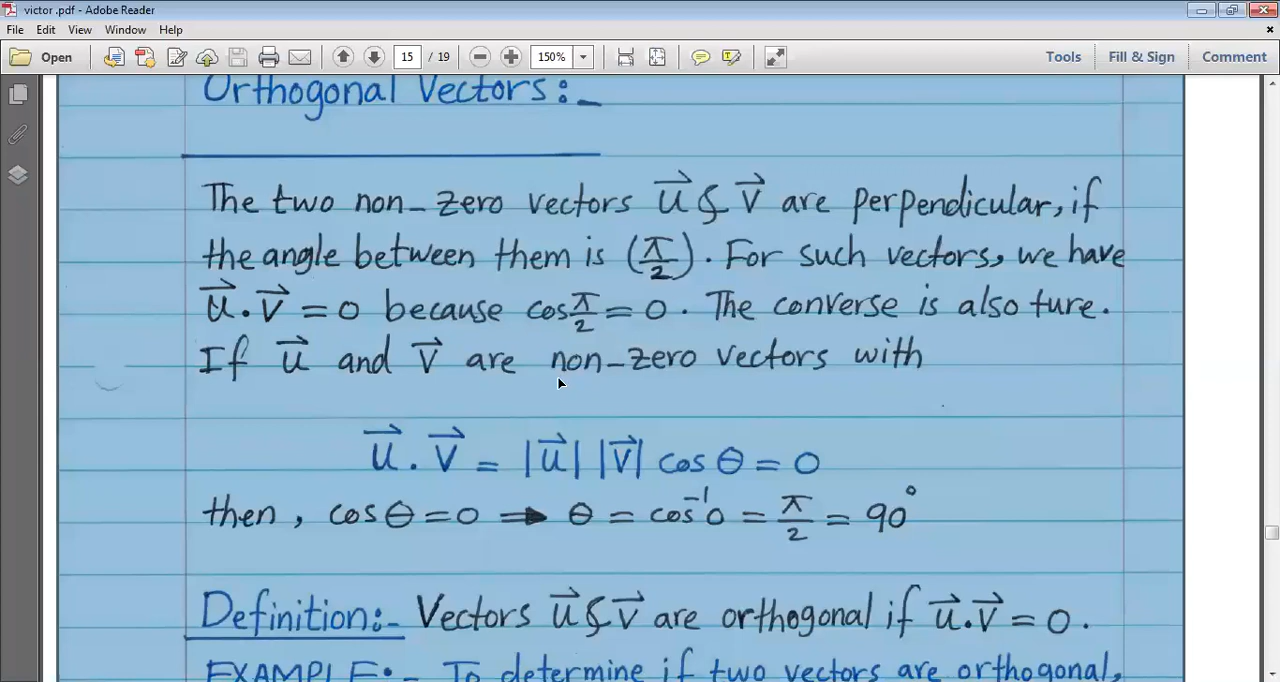 victor .pdf - Adobe Reader
File Edit View Window Help
Open 15 / 19 150% Tools Fill & Sign Comment
Orthogonal Vectors:-
The two non-zero vectors u⃗ & v⃗ are perpendicular, if
the angle between them is (π/2). For such vectors, we have
u⃗ . v⃗ = 0 because cos π/2 = 0. The converse is also ture.
If u⃗ and v⃗ are non-zero vectors with
u⃗ . v⃗ = |u⃗| |v⃗| cos θ = 0
then, cos θ = 0 ⇒ θ = cos⁻¹0 = π/2 = 90°
Definition:- Vectors u⃗ & v⃗ are orthogonal if u⃗.v⃗ = 0.
EXAMPLE:- To determine if two vectors are orthogonal,